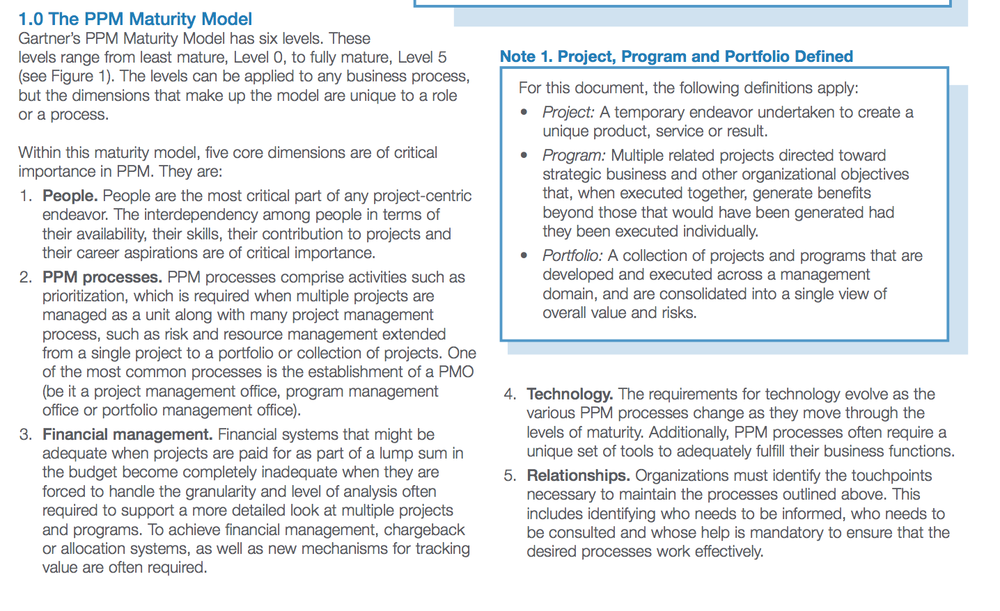 1.0 The PPM Maturity Model
Gartner’s PPM Maturity Model has six levels. These
levels range from least mature, Level 0, to fully mature, Level 5
(see Figure 1). The levels can be applied to any business process,
but the dimensions that make up the model are unique to a role
or a process.
Within this maturity model, five core dimensions are of critical
importance in PPM. They are:
1. People. People are the most critical part of any project-centric
endeavor. The interdependency among people in terms of
their availability, their skills, their contribution to projects and
their career aspirations are of critical importance.
2. PPM processes. PPM processes comprise activities such as
prioritization, which is required when multiple projects are
managed as a unit along with many project management
process, such as risk and resource management extended
from a single project to a portfolio or collection of projects. One
of the most common processes is the establishment of a PMO
(be it a project management office, program management
office or portfolio management office).
3. Financial management. Financial systems that might be
adequate when projects are paid for as part of a lump sum in
the budget become completely inadequate when they are
forced to handle the granularity and level of analysis often
required to support a more detailed look at multiple projects
and programs. To achieve financial management, chargeback
or allocation systems, as well as new mechanisms for tracking
value are often required.
Note 1. Project, Program and Portfolio Defined
For this document, the following definitions apply:
• Project: A temporary endeavor undertaken to create a
unique product, service or result.
• Program: Multiple related projects directed toward
strategic business and other organizational objectives
that, when executed together, generate benefits
beyond those that would have been generated had
they been executed individually.
• Portfolio: A collection of projects and programs that are
developed and executed across a management
domain, and are consolidated into a single view of
overall value and risks.
4. Technology. The requirements for technology evolve as the
various PPM processes change as they move through the
levels of maturity. Additionally, PPM processes often require a
unique set of tools to adequately fulfill their business functions.
5. Relationships. Organizations must identify the touchpoints
necessary to maintain the processes outlined above. This
includes identifying who needs to be informed, who needs to
be consulted and whose help is mandatory to ensure that the
desired processes work effectively.